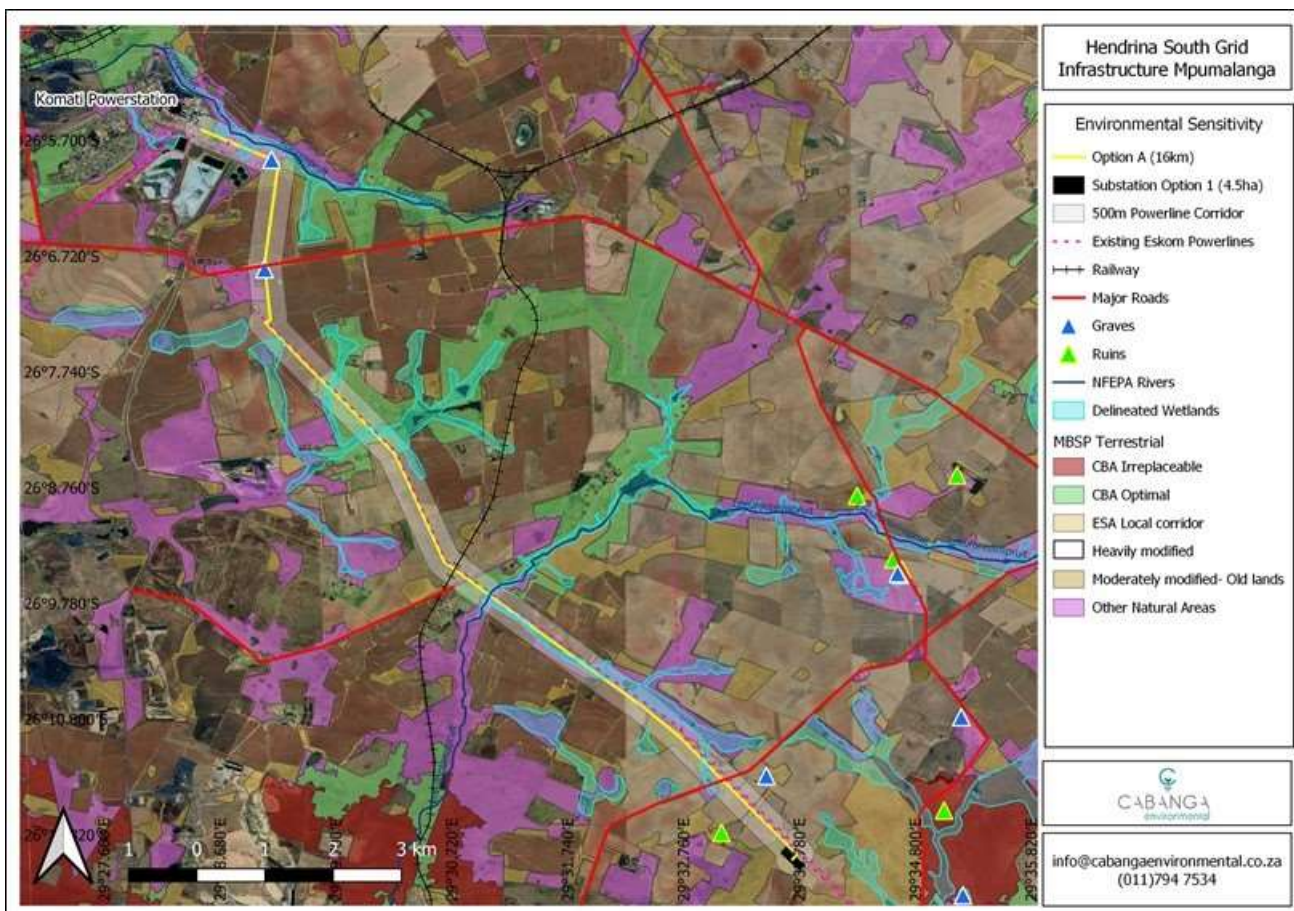 Hendrina South Grid
Infrastructure Mpumalanga
Komati Powerstation
26°5.700'S
26°6.720'S
26°7.740'S
26°8.760'S
26°9.780'S
26°10.800'S
29°30.720'E
29°31.740'E
29°32.760'E
29°34.800'E
29°35.820'E
1 0 1 2 3 km
Environmental Sensitivity
Option A (16km)
Substation Option 1 (4.5ha)
500m Powerline Corridor
Existing Eskom Powerlines
Railway
Major Roads
Graves
Ruins
NFEPA Rivers
Delineated Wetlands
MBSP Terrestrial
CBA Irreplaceable
CBA Optimal
ESA Local corridor
Heavily modified
Moderately modified- Old lands
Other Natural Areas
CABANGA
environmental
info@cabangaenvironmental.co.za
(011)794 7534